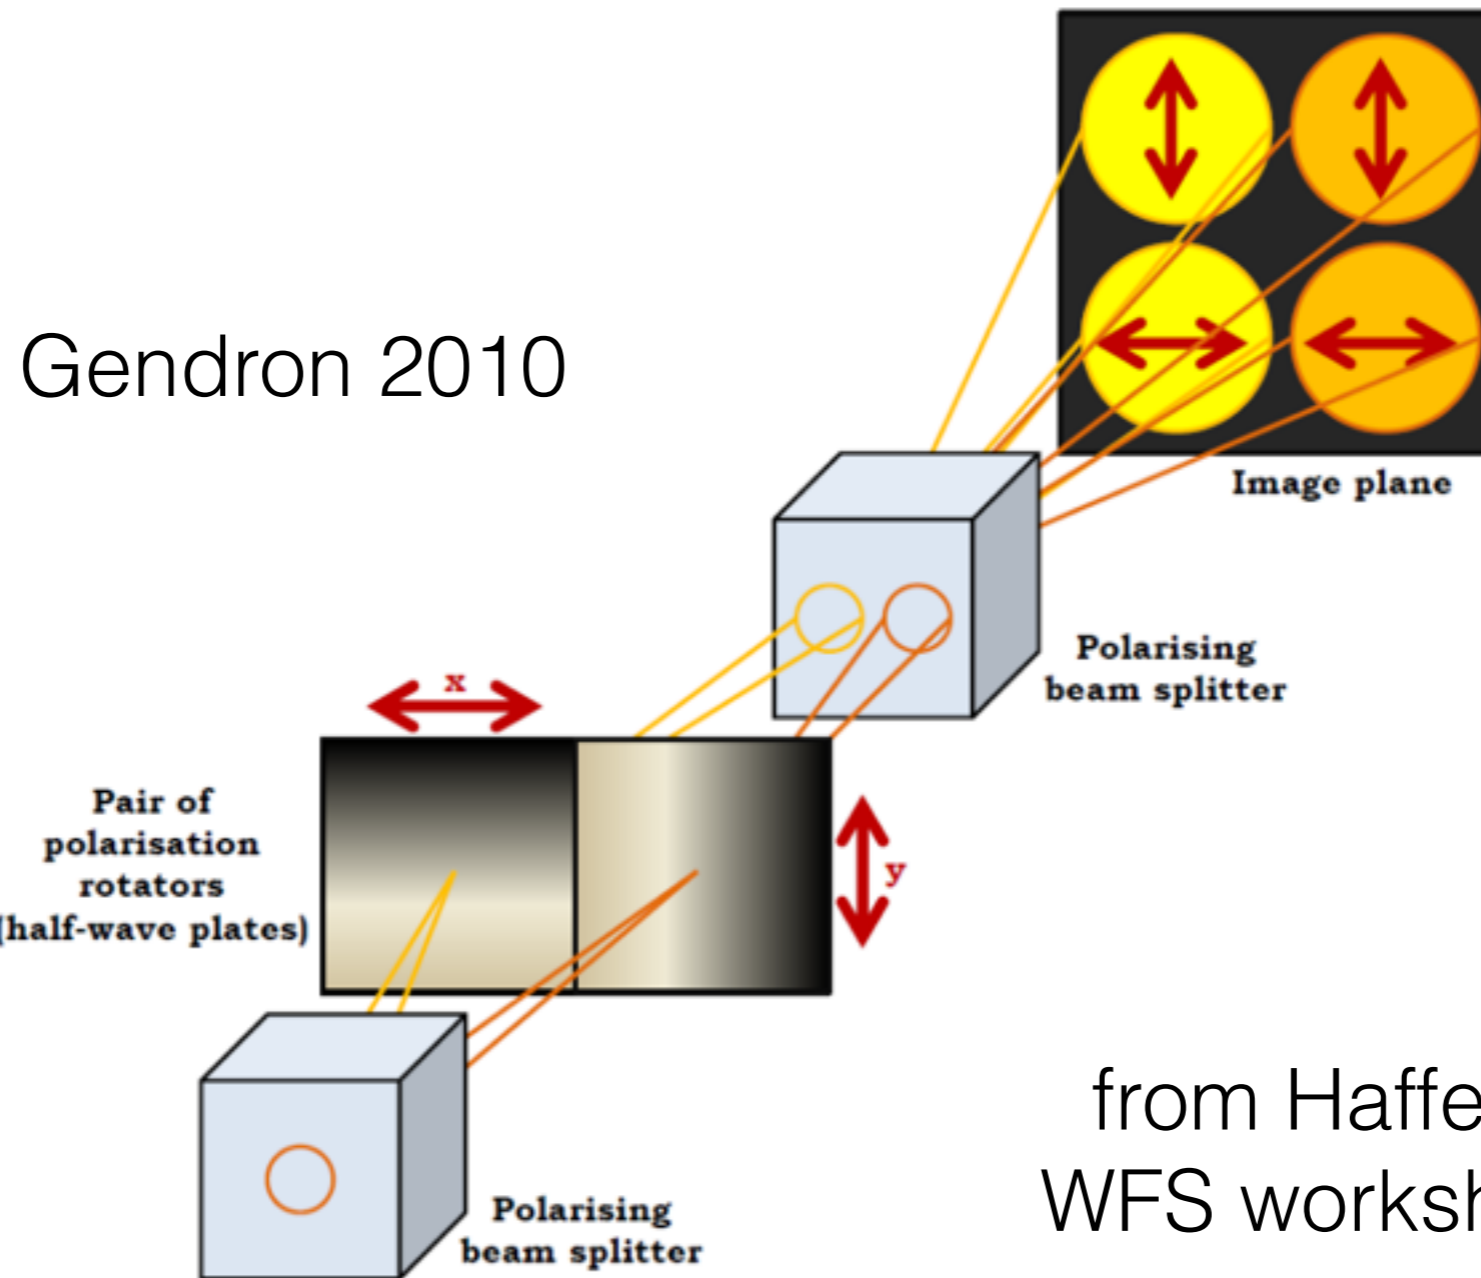 Gendron 2010
Image plane
Polarising
beam splitter
x
Pair of
polarisation
rotators
(half-wave plates)
y
Polarising
beam splitter
from Haffe
WFS worksh